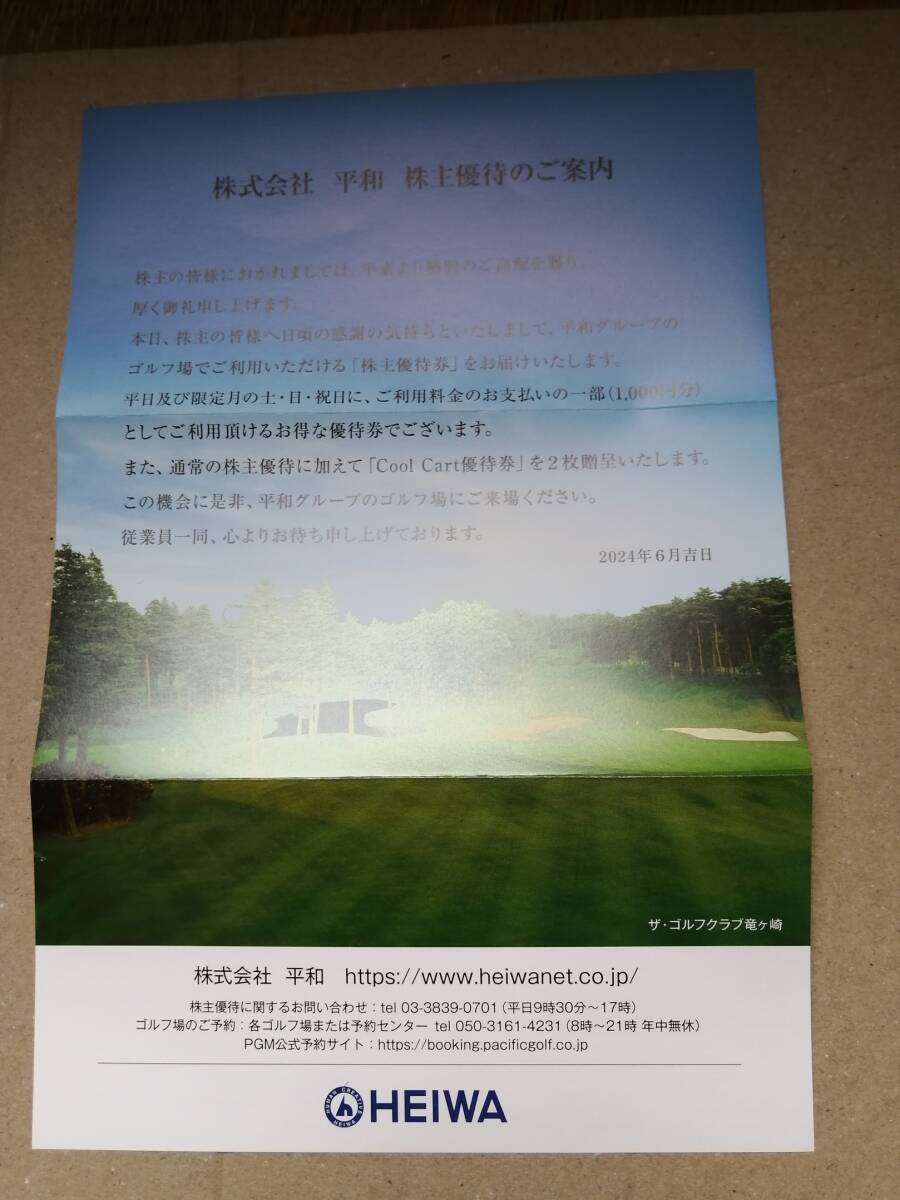 株式会社 平和 株主優待のご案内
株主の皆様におかれましては、平素より格別のご高配を賜り、
厚く御礼申し上げます。
本日、株主の皆様へ日頃の感謝の気持ちといたしまして、平和グループの
ゴルフ場でご利用いただける「株主優待券」をお届けいたします。
平日及び限定月の土・日・祝日に、ご利用料金のお支払いの一部(1,000円分)
としてご利用頂けるお得な優待券でございます。
また、通常の株主優待に加えて「Cool Cart優待券」を2枚贈呈いたします。
この機会に是非、平和グループのゴルフ場にご来場ください。
従業員一同、心よりお待ち申し上げております。
2024年6月吉日
ザ・ゴルフクラブ竜ヶ崎
株式会社 平和 https://www.heiwanet.co.jp/
株主優待に関するお問い合わせ：tel 03-3839-0701（平日9時30分〜17時）
ゴルフ場のご予約：各ゴルフ場または予約センター tel 050-3161-4231（8時〜21時 年中無休）
PGM公式予約サイト：https://booking.pacificgolf.co.jp
HUMAN CREATIVE HEIWA
HEIWA